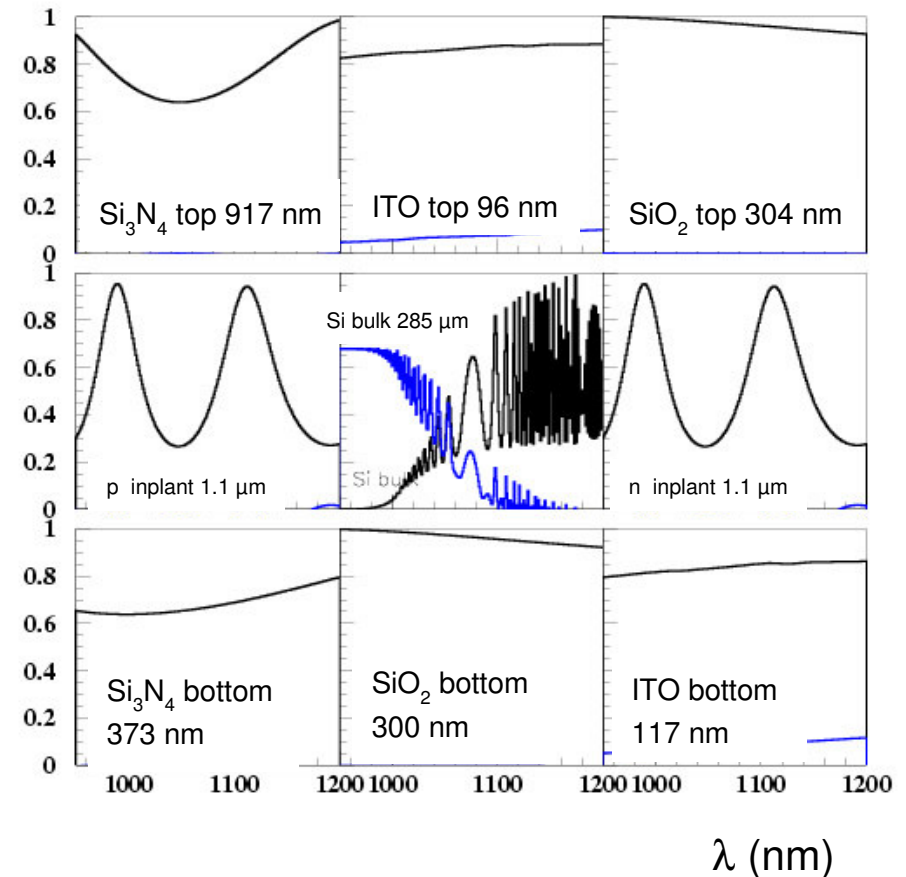 1
0.8
0.6
0.4
0.2
0
Si3N4 top 917 nm
ITO top 96 nm
SiO2 top 304 nm
1
0.8
0.6
0.4
0.2
0
p inplant 1.1 µm
Si bulk 285 µm
Si bul
n inplant 1.1 µm
1
0.8
0.6
0.4
0.2
0
Si3N4 bottom
373 nm
SiO2 bottom
300 nm
ITO bottom
117 nm
1000 1100 1200 1000 1100 1200 1000 1100 1200
λ (nm)